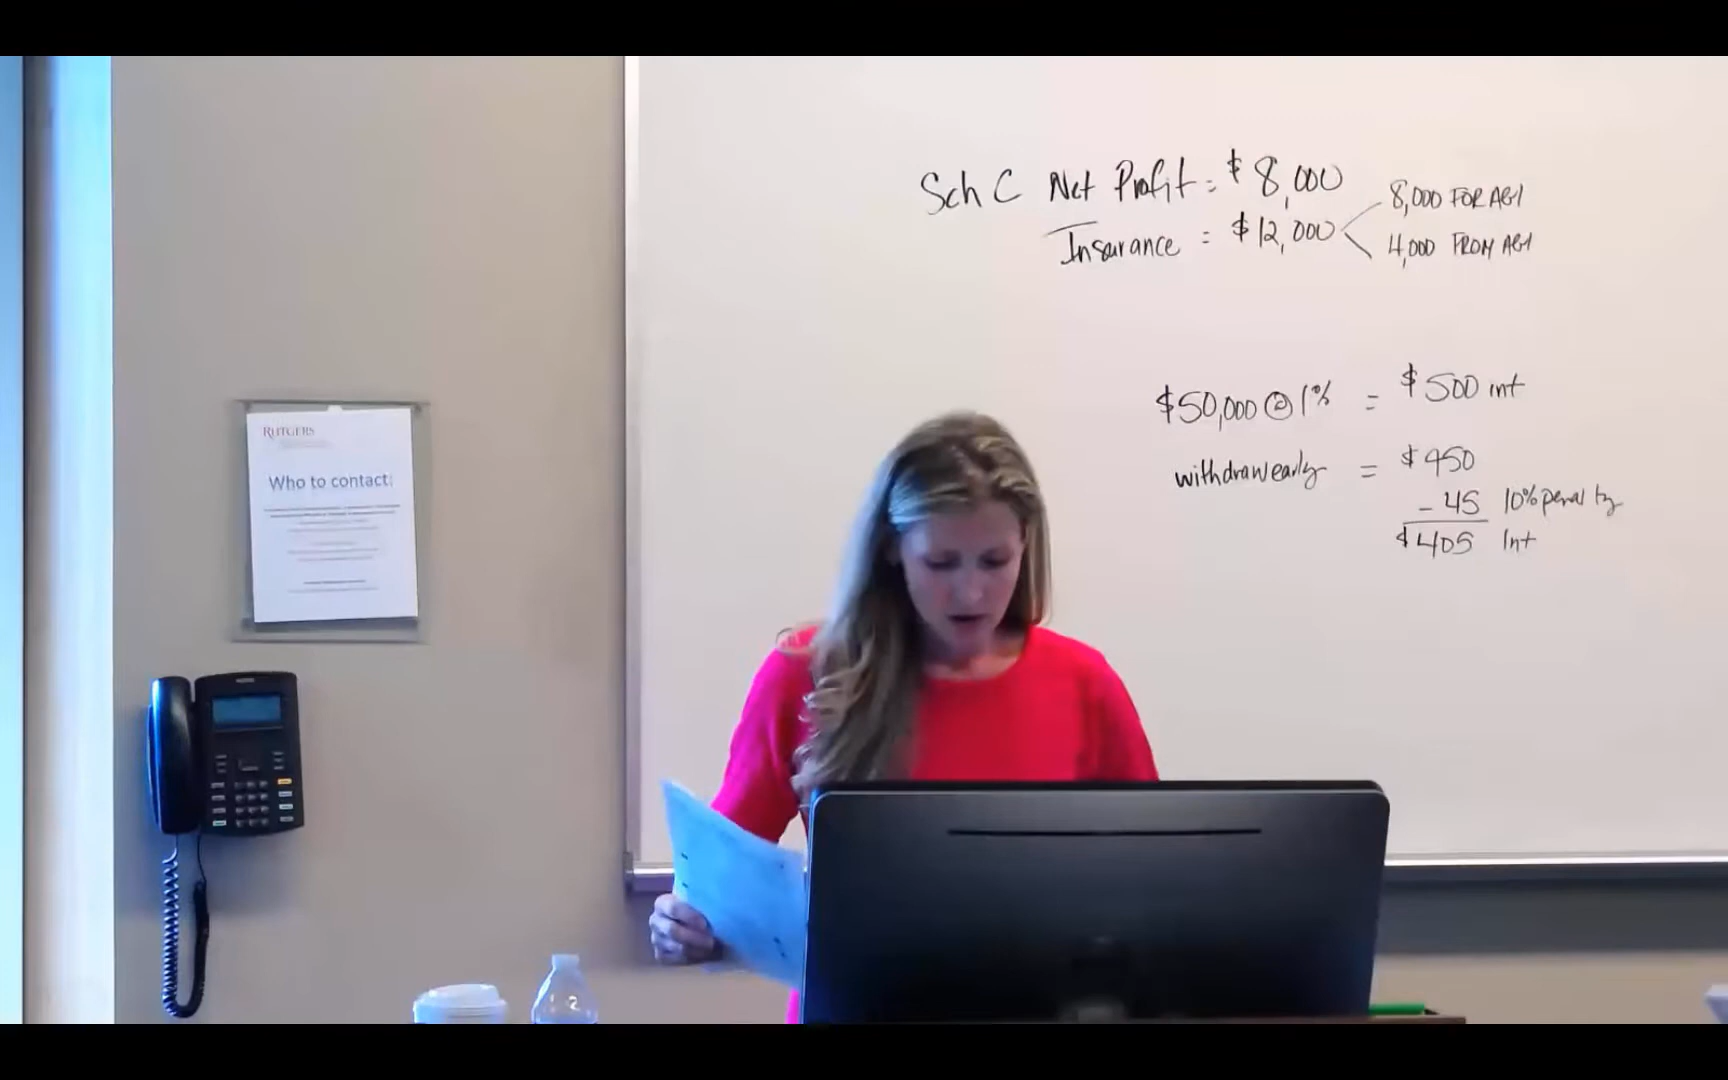 Sch C Net Profit = $ 8,000
Insurance = $ 12,000
8,000 FOR AGI
4,000 FROM AGI
$50,000 @ 1% = $ 500 int
withdraw early = $ 450
- 45 10% penalty
$ 405 Int
RUTGERS
Who to contact: